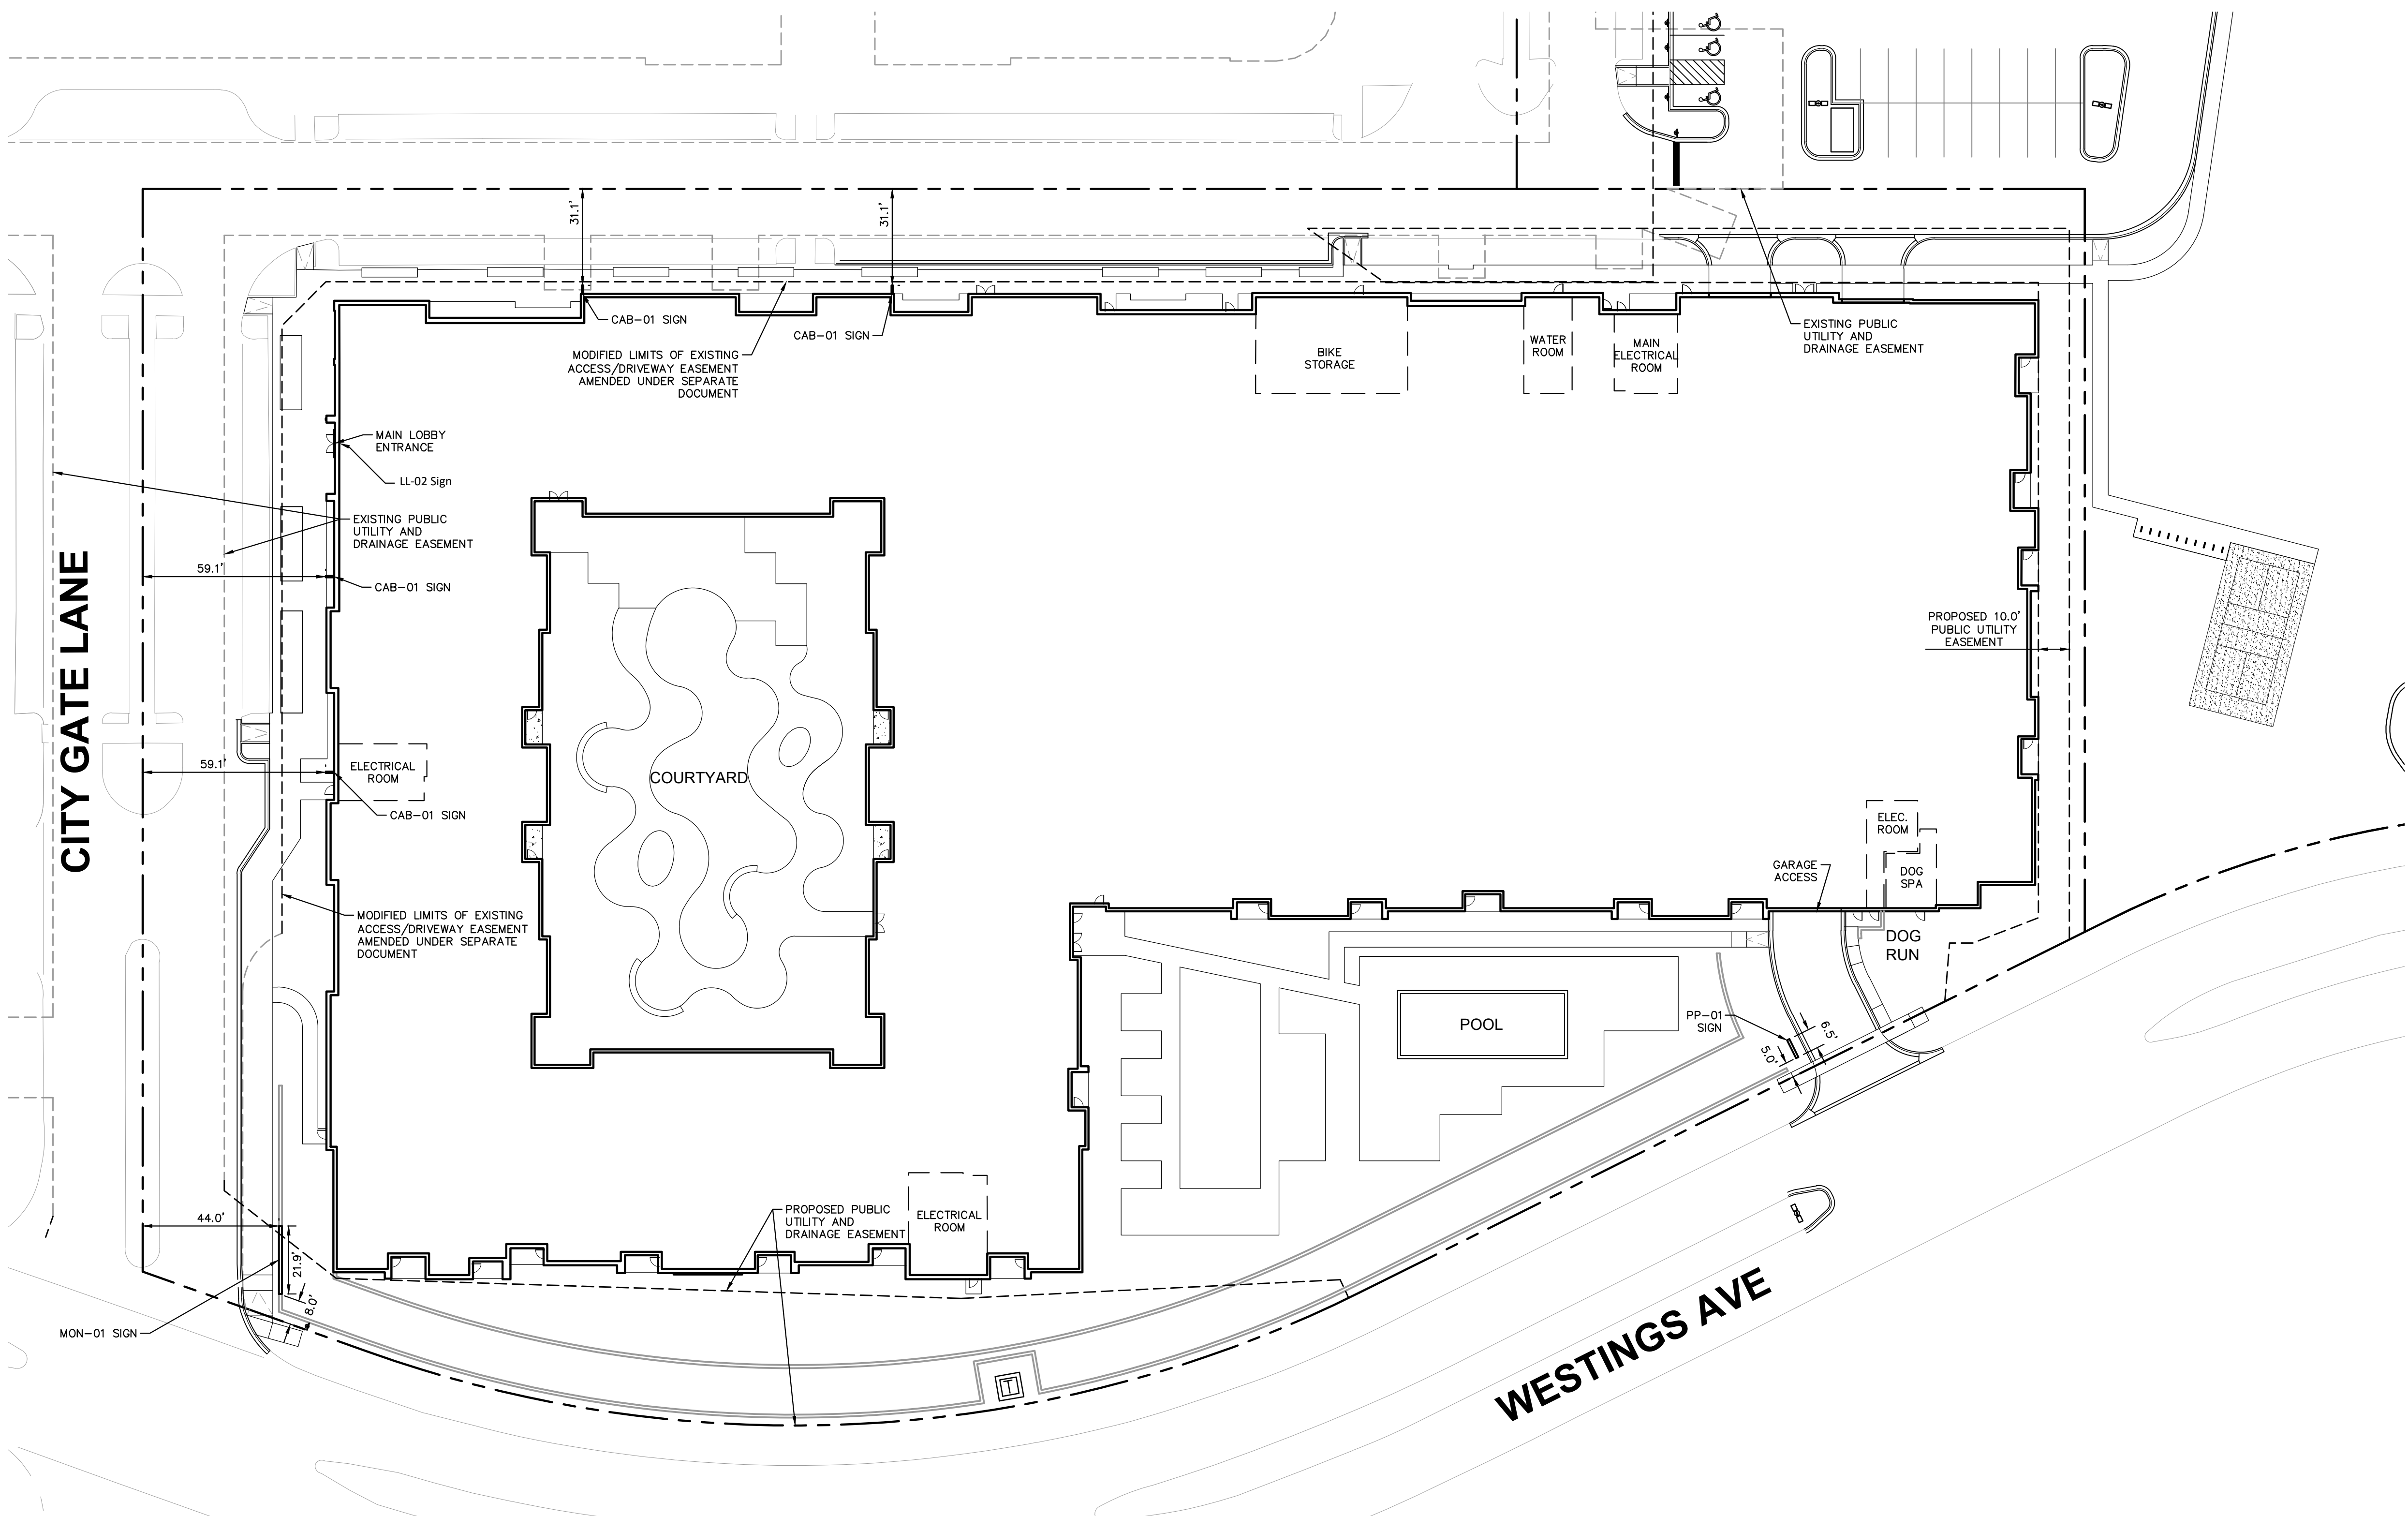 31.1'
31.1'
CAB-01 SIGN
CAB-01 SIGN
MODIFIED LIMITS OF EXISTING
ACCESS/DRIVEWAY EASEMENT
AMENDED UNDER SEPARATE
DOCUMENT
BIKE
STORAGE
WATER
ROOM
MAIN
ELECTRICAL
ROOM
EXISTING PUBLIC
UTILITY AND
DRAINAGE EASEMENT
MAIN LOBBY
ENTRANCE
LL-02 Sign
EXISTING PUBLIC
UTILITY AND
DRAINAGE EASEMENT
59.1'
CAB-01 SIGN
CITY GATE LANE
PROPOSED 10.0'
PUBLIC UTILITY
EASEMENT
59.1'
ELECTRICAL
ROOM
CAB-01 SIGN
COURTYARD
ELEC.
ROOM
GARAGE
ACCESS
DOG
SPA
MODIFIED LIMITS OF EXISTING
ACCESS/DRIVEWAY EASEMENT
AMENDED UNDER SEPARATE
DOCUMENT
DOG
RUN
POOL
PP-01
SIGN
6.5'
5.0'
44.0'
21.9'
8.0'
MON-01 SIGN
PROPOSED PUBLIC
UTILITY AND
DRAINAGE EASEMENT
ELECTRICAL
ROOM
T
WESTINGS AVE